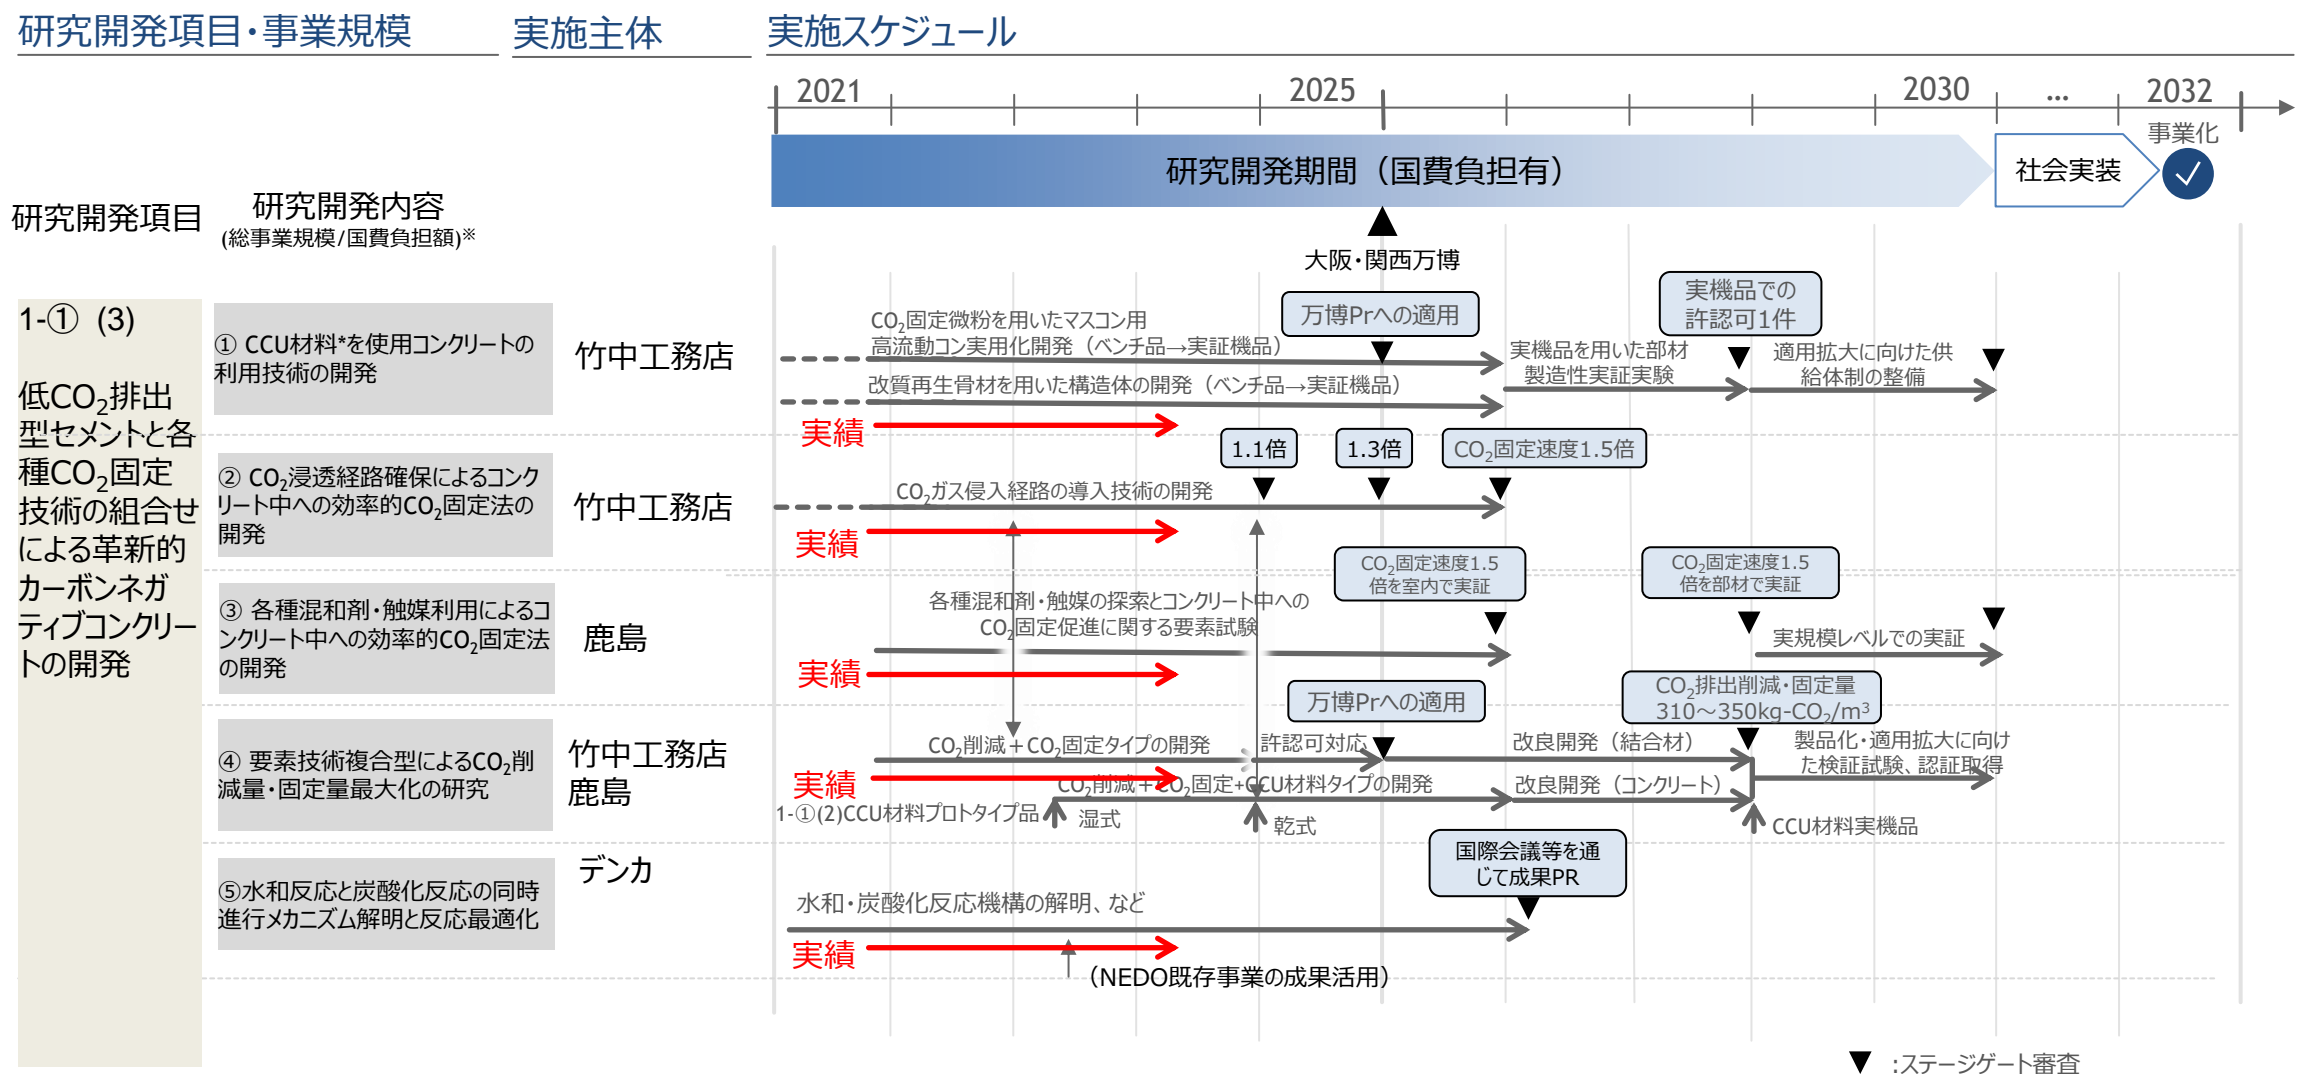 研究開発項目・事業規模
実施主体
実施スケジュール
2021
2025
2030
...
2032
事業化
研究開発期間（国費負担有）
社会実装
研究開発項目
研究開発内容
(総事業規模/国費負担額)※
大阪・関西万博
1-① (3)
低CO₂排出
型セメントと各
種CO₂固定
技術の組合せ
による革新的
カーボンネガ
ティブコンクリー
トの開発
① CCU材料*を使用コンクリートの
利用技術の開発
竹中工務店
CO₂固定微粉を用いたマスコン用
高流動コン実用化開発（ベンチ品→実証機品）
万博Prへの適用
改質再生骨材を用いた構造体の開発（ベンチ品→実証機品）
実機品を用いた部材
製造性実証実験
実機品での
許認可1件
適用拡大に向けた供
給体制の整備
実績
② CO₂浸透経路確保によるコンク
リート中への効率的CO₂固定法の
開発
竹中工務店
1.1倍
1.3倍
CO₂固定速度1.5倍
CO₂ガス侵入経路の導入技術の開発
実績
③ 各種混和剤・触媒利用によるコ
ンクリート中への効率的CO₂固定法
の開発
鹿島
各種混和剤・触媒の探索とコンクリート中への
CO₂固定促進に関する要素試験
CO₂固定速度1.5
倍を室内で実証
CO₂固定速度1.5
倍を部材で実証
実規模レベルでの実証
実績
④ 要素技術複合型によるCO₂削
減量・固定量最大化の研究
竹中工務店
鹿島
万博Prへの適用
CO₂排出削減・固定量
310～350kg-CO₂/m³
CO₂削減＋CO₂固定タイプの開発
許認可対応
改良開発（結合材）
製品化・適用拡大に向け
た検証試験、認証取得
実績
CO₂削減＋CO₂固定+CCU材料タイプの開発
改良開発（コンクリート）
1-①(2)CCU材料プロトタイプ品
湿式
乾式
CCU材料実機品
⑤水和反応と炭酸化反応の同時
進行メカニズム解明と反応最適化
デンカ
国際会議等を通
じて成果PR
水和・炭酸化反応機構の解明、など
実績
（NEDO既存事業の成果活用）
▼ :ステージゲート審査